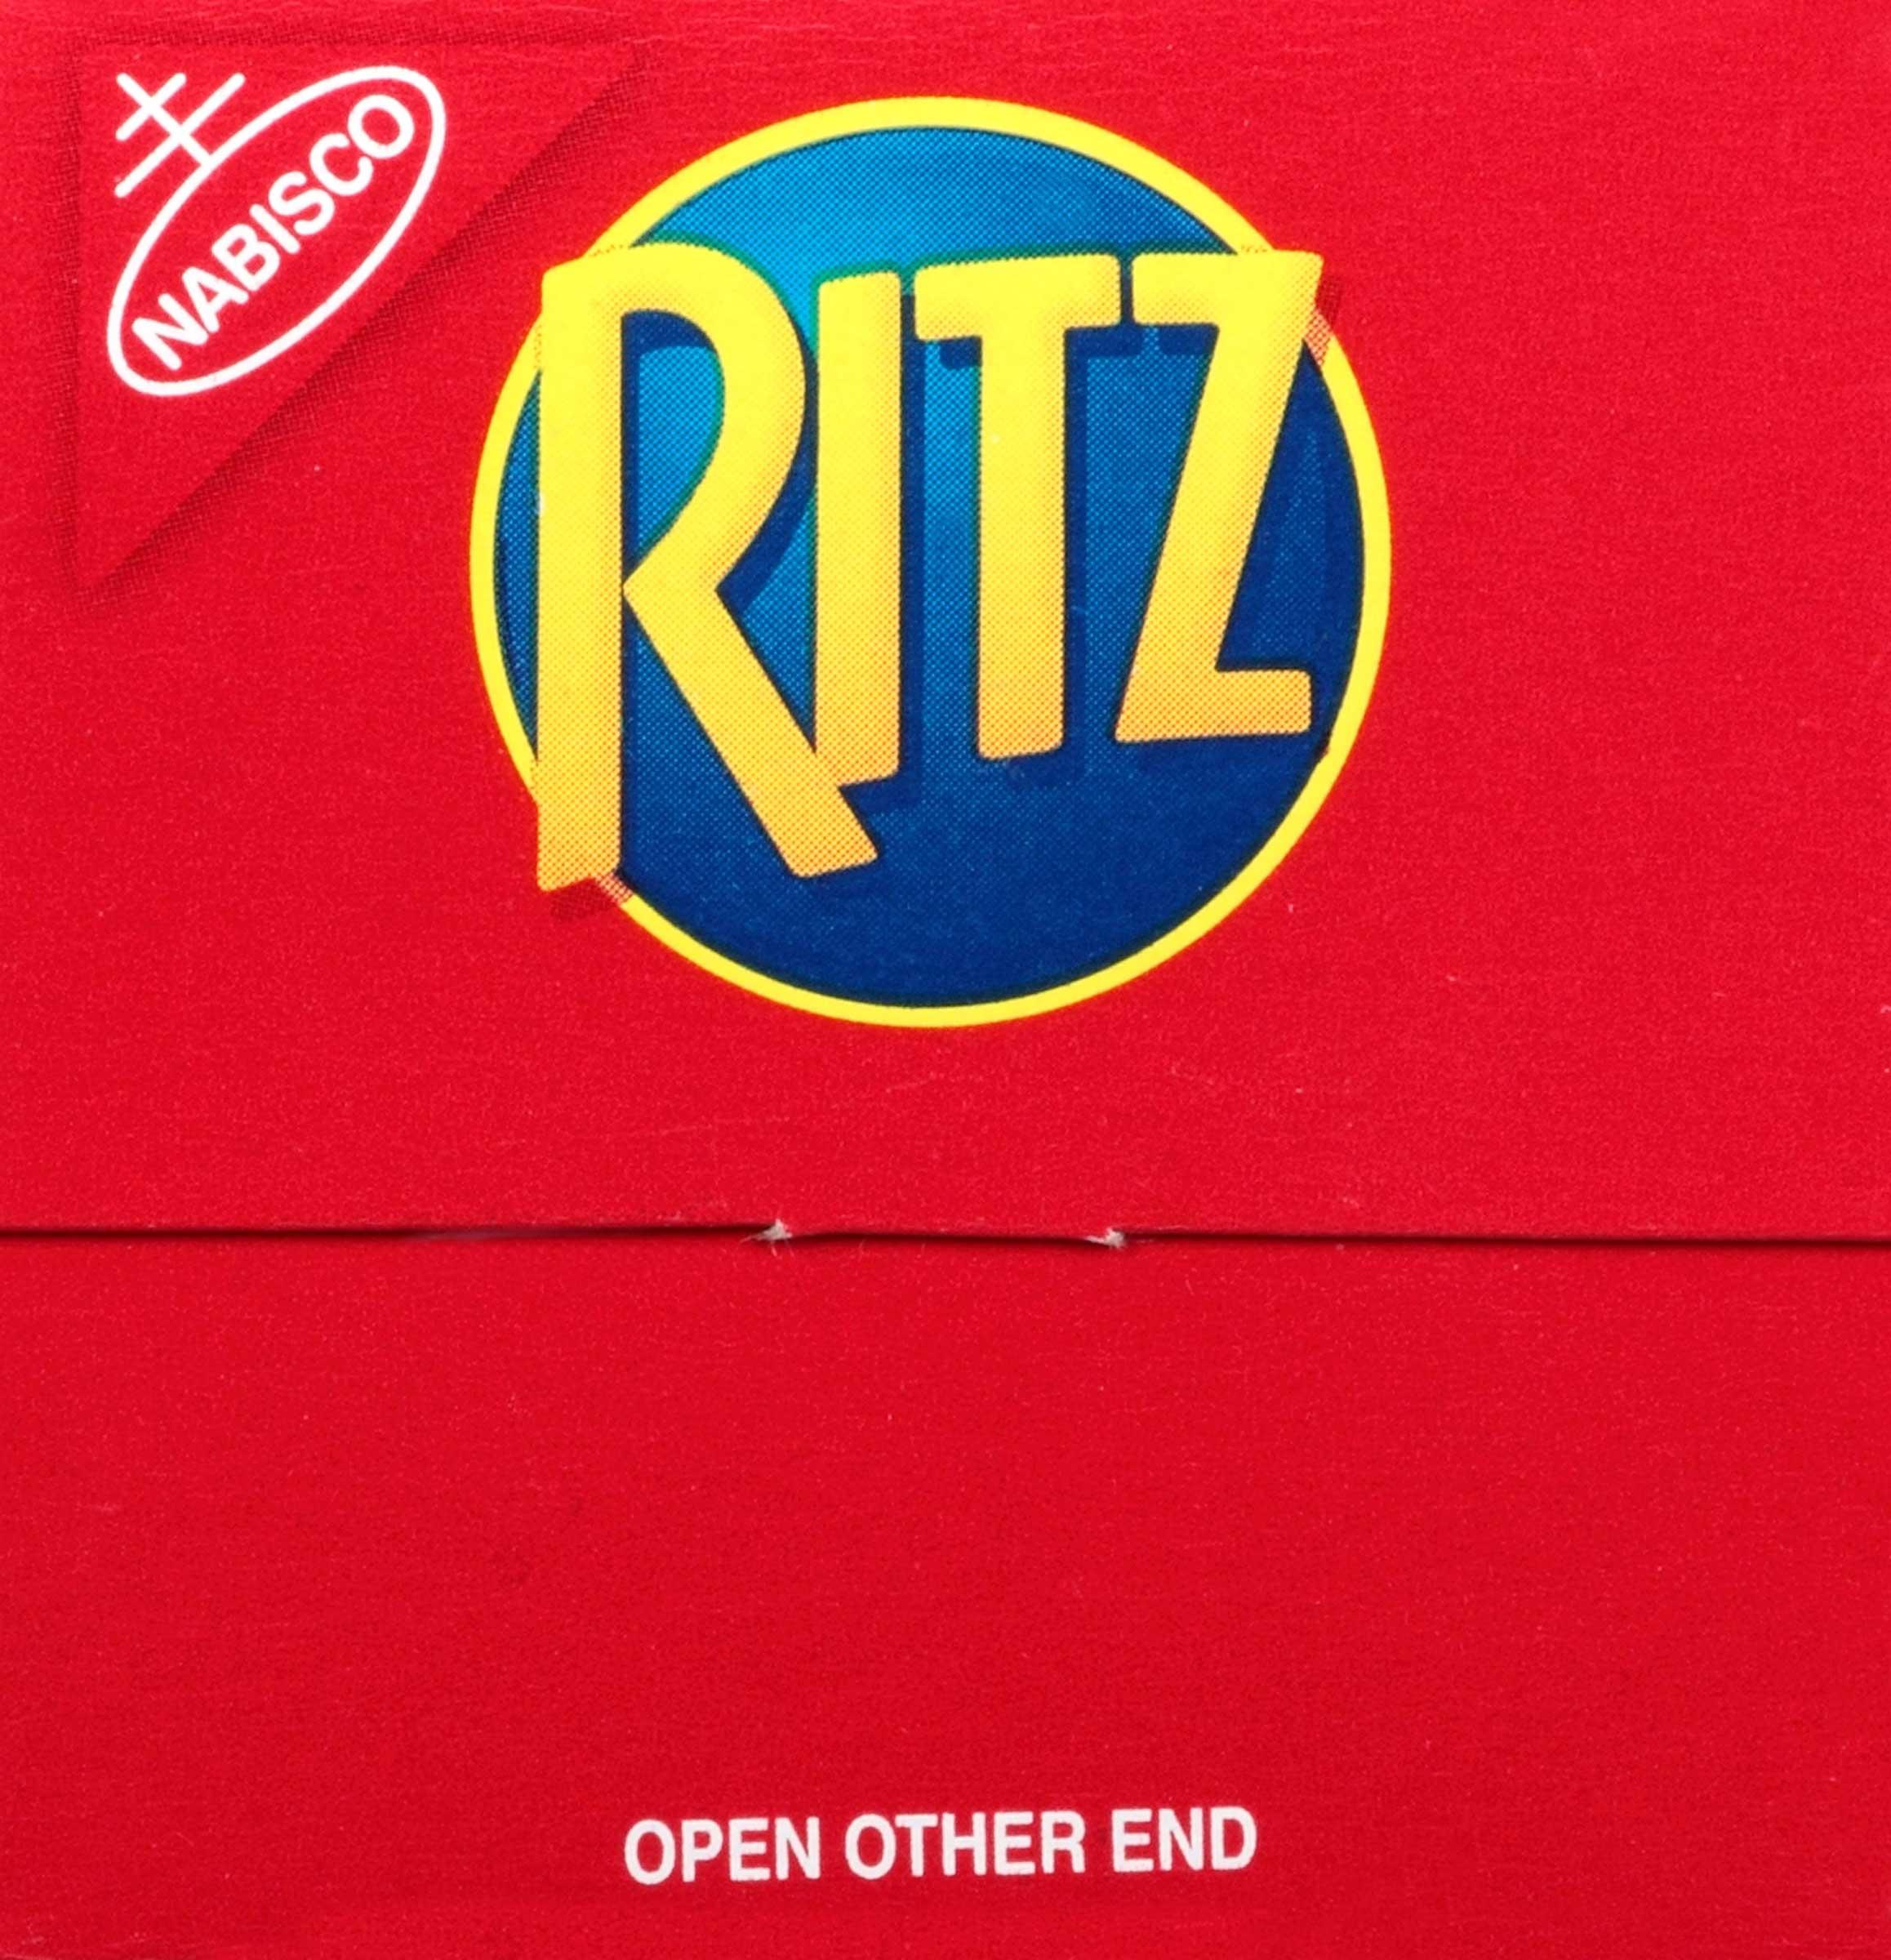 NABISCO
RITZ
OPEN OTHER END